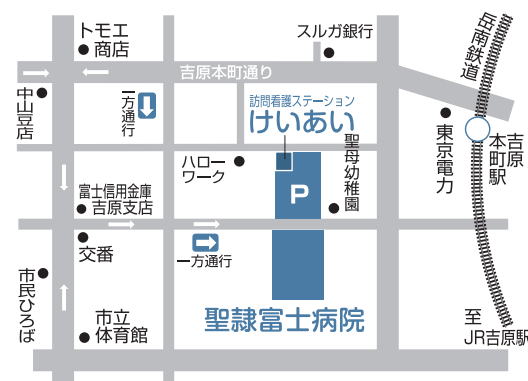 トモエ
商店
スルガ銀行
岳南鉄道
吉原本町通り
中山豆店
一方通行
訪問看護ステーション
けいあい
ハロー
ワーク
聖母幼稚園
東京電力
吉原
本町駅
P
富士信用金庫
吉原支店
交番
一方通行
市民ひろば
市立
体育館
聖隷富士病院
至
JR吉原駅